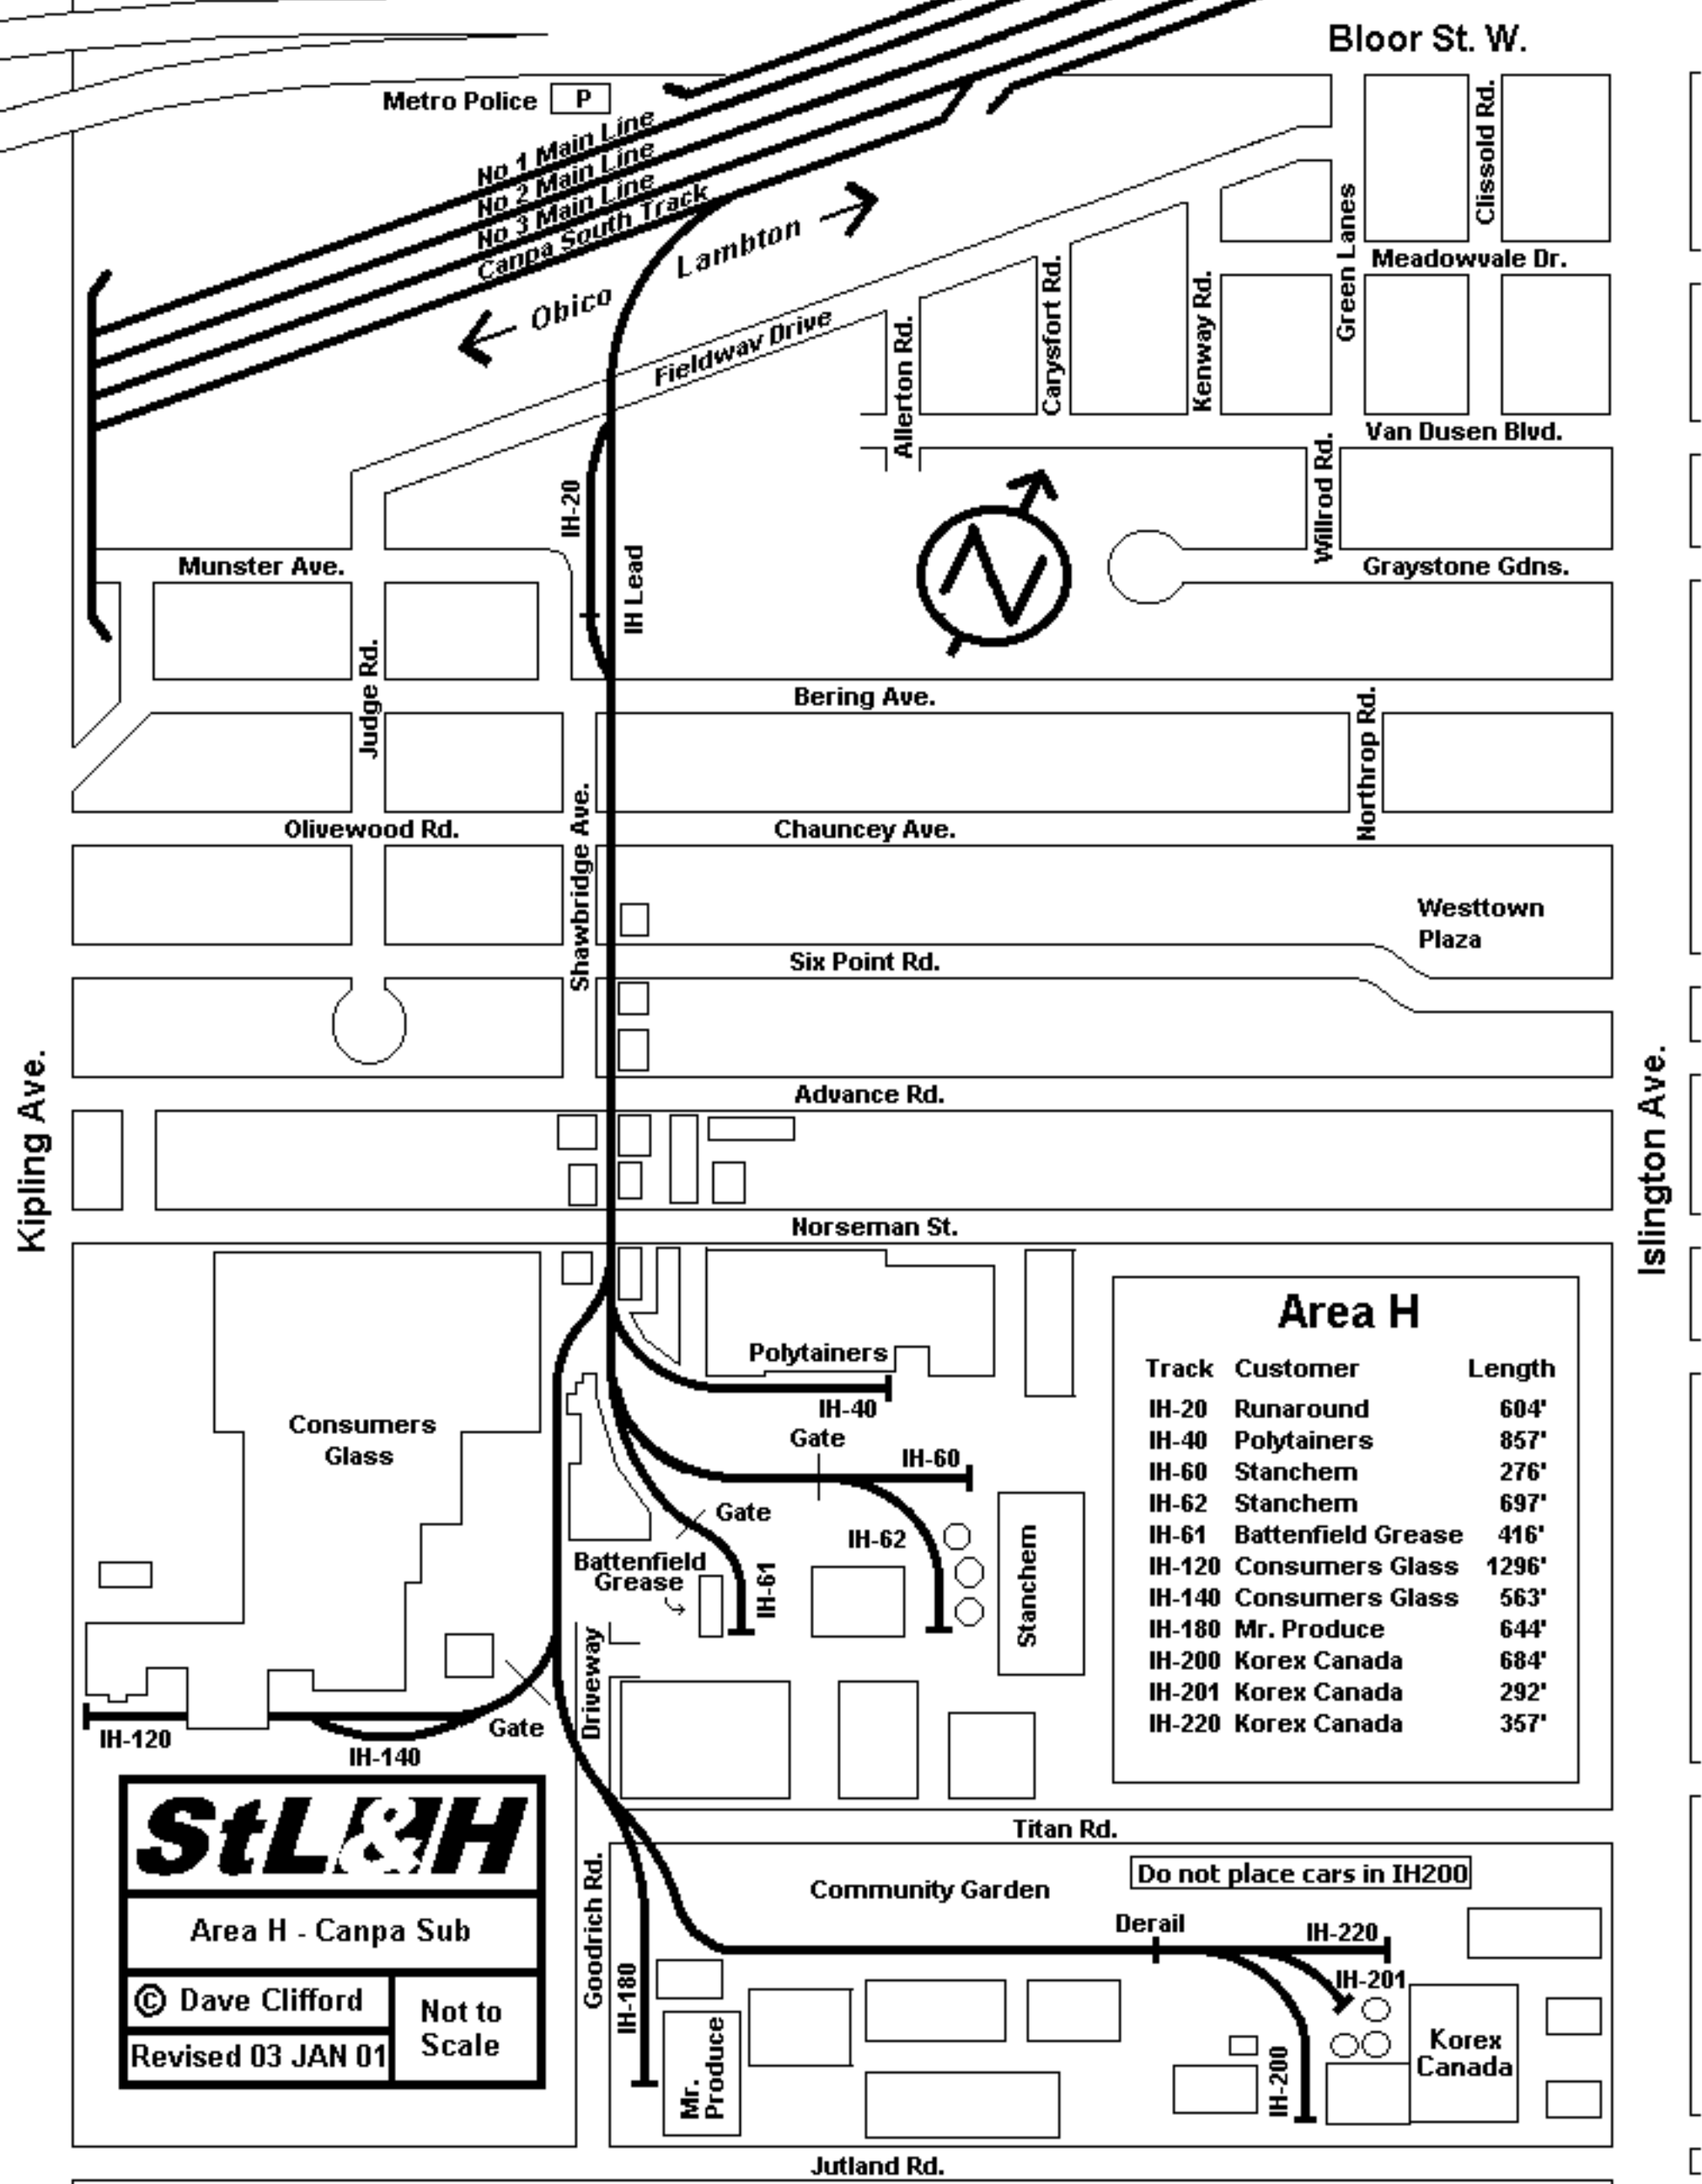 Bloor St. W.
Metro Police
P
No 1 Main Line
No 2 Main Line
No 3 Main Line
Canpa South Track
Lambton
Obico
Fieldway Drive
Clissold Rd.
Green Lanes
Meadowvale Dr.
Kenway Rd.
Carysfort Rd.
Allerton Rd.
Van Dusen Blvd.
Willrod Rd.
IH-20
IH Lead
N
Munster Ave.
Graystone Gdns.
Judge Rd.
Bering Ave.
Northrop Rd.
Olivewood Rd.
Shawbridge Ave.
Chauncey Ave.
Westtown
Plaza
Six Point Rd.
Kipling Ave.
Islington Ave.
Advance Rd.
Norseman St.
Consumers
Glass
Polytainers
IH-40
Gate
IH-60
Gate
IH-62
Battenfield
Grease
IH-61
Stanchem
Area H
Track Customer Length
IH-20 Runaround 604'
IH-40 Polytainers 857'
IH-60 Stanchem 276'
IH-62 Stanchem 697'
IH-61 Battenfield Grease 416'
IH-120 Consumers Glass 1296'
IH-140 Consumers Glass 563'
IH-180 Mr. Produce 644'
IH-200 Korex Canada 684'
IH-201 Korex Canada 292'
IH-220 Korex Canada 357'
Driveway
Gate
IH-120
IH-140
StL&H
Area H - Canpa Sub
© Dave Clifford
Revised 03 JAN 01
Not to
Scale
Titan Rd.
Goodrich Rd.
Community Garden
Do not place cars in IH200
Derail
IH-220
IH-201
IH-180
Mr.
Produce
IH-200
Korex
Canada
Jutland Rd.